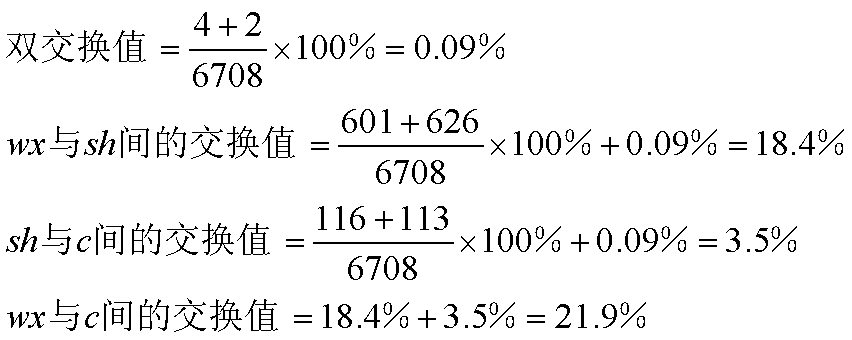 双交换值 = (4 + 2)/6708 × 100% = 0.09%
wx与sh间的交换值 = (601 + 626)/6708 × 100% + 0.09% = 18.4%
sh与c间的交换值 = (116 + 113)/6708 × 100% + 0.09% = 3.5%
wx与c间的交换值 = 18.4% + 3.5% = 21.9%